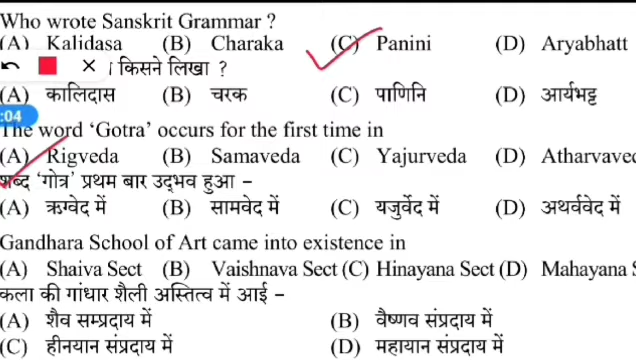 Who wrote Sanskrit Grammar ?
(A) Kalidasa (B) Charaka (C) Panini (D) Aryabhatt
किसने लिखा ?
(A) कालिदास (B) चरक (C) पाणिनि (D) आर्यभट्ट
:04
The word ‘Gotra’ occurs for the first time in
(A) Rigveda (B) Samaveda (C) Yajurveda (D) Atharvavec
शब्द ‘गोत्र’ प्रथम बार उद्भव हुआ –
(A) ऋग्वेद में (B) सामवेद में (C) यजुर्वेद में (D) अथर्ववेद में
Gandhara School of Art came into existence in
(A) Shaiva Sect (B) Vaishnava Sect (C) Hinayana Sect (D) Mahayana S
कला की गांधार शैली अस्तित्व में आई –
(A) शैव सम्प्रदाय में (B) वैष्णव संप्रदाय में
(C) हीनयान संप्रदाय में (D) महायान संप्रदाय में